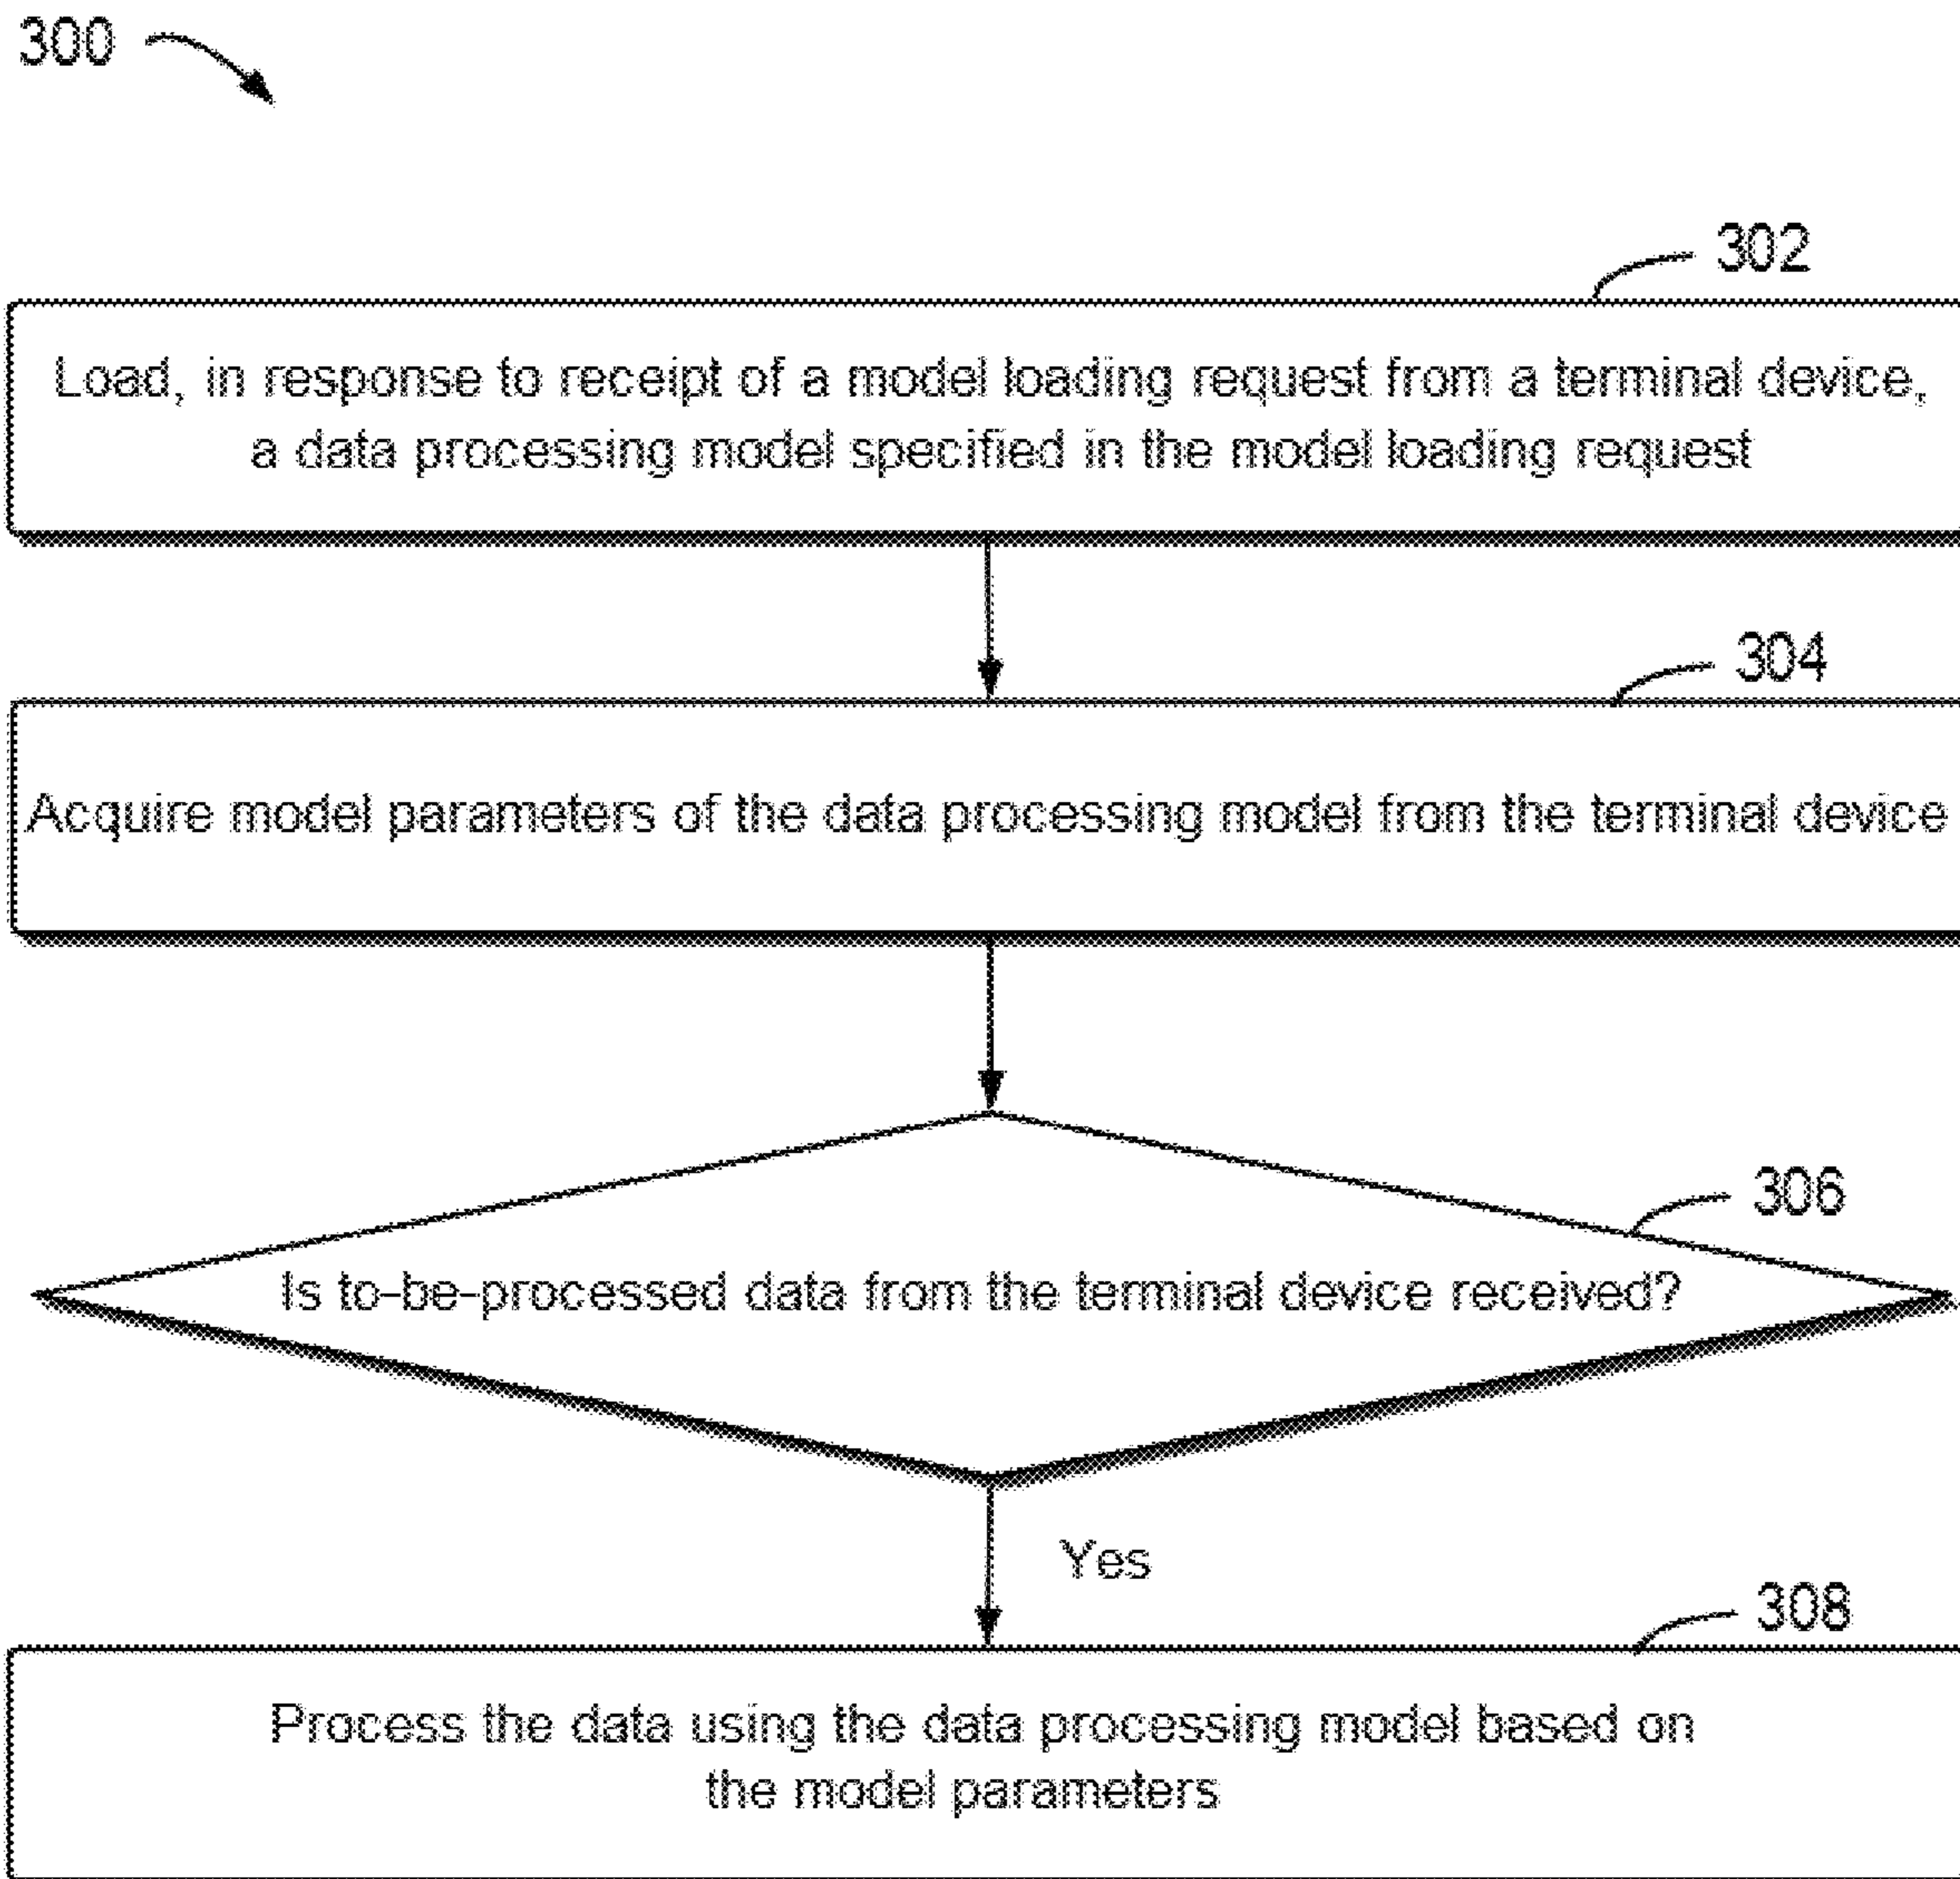 300
302
Load, in response to receipt of a model loading request from a terminal device,
a data processing model specified in the model loading request
304
Acquire model parameters of the data processing model from the terminal device
306
Is to-be-processed data from the terminal device received?
Yes
308
Process the data using the data processing model based on
the model parameters